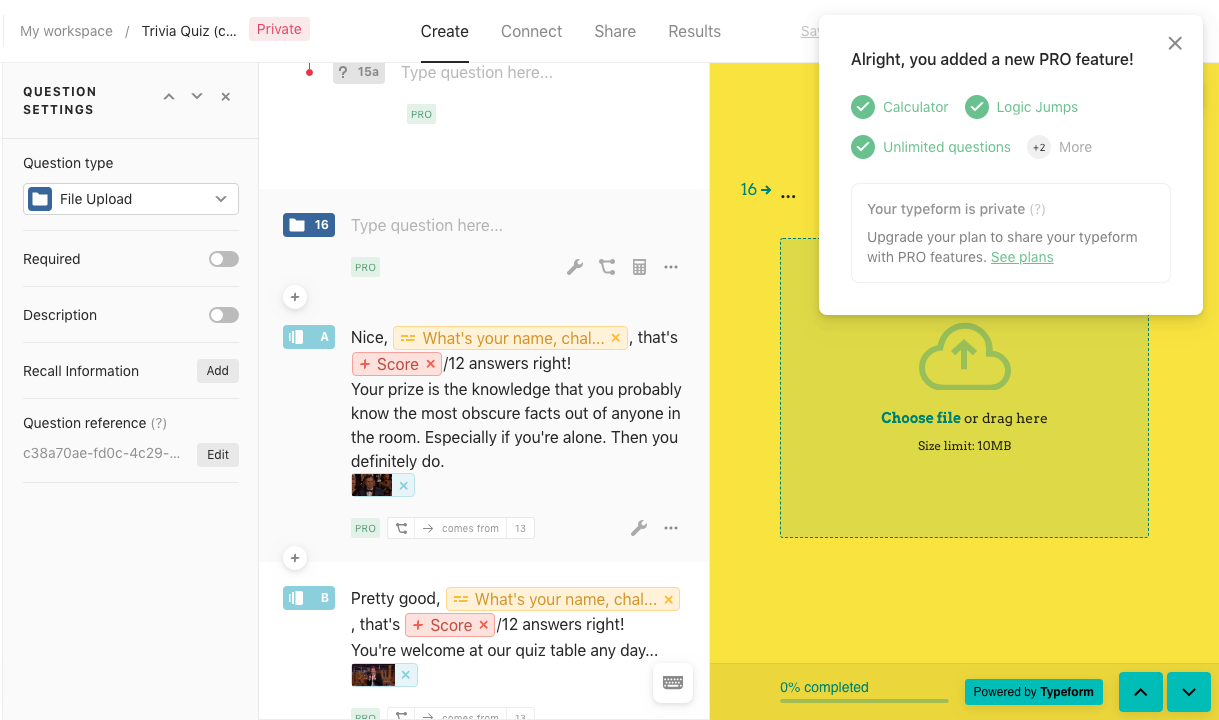 My workspace / Trivia Quiz (c... Private
Create Connect Share Results
QUESTION
SETTINGS
Question type
File Upload
Required
Description
Recall Information Add
Question reference (?)
c38a70ae-fd0c-4c29-... Edit
? 15a Type question here...
PRO
16 Type question here...
PRO
A Nice, What's your name, chal... ×, that's
+ Score ×/12 answers right!
Your prize is the knowledge that you probably
know the most obscure facts out of anyone in
the room. Especially if you're alone. Then you
definitely do.
PRO comes from 13
B Pretty good, What's your name, chal... ×
, that's + Score ×/12 answers right!
You're welcome at our quiz table any day...
PRO comes from 13
Alright, you added a new PRO feature!
Calculator Logic Jumps
Unlimited questions +2 More
Your typeform is private (?)
Upgrade your plan to share your typeform
with PRO features. See plans
16 → ...
Choose file or drag here
Size limit: 10MB
0% completed
Powered by Typeform